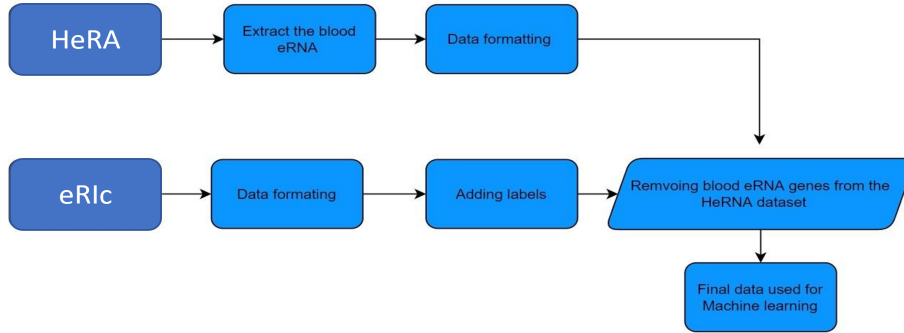 HeRA
Extract the blood
eRNA
Data formatting
eRIc
Data formating
Adding labels
Remvoing blood eRNA genes from the
HeRNA dataset
Final data used for
Machine learning